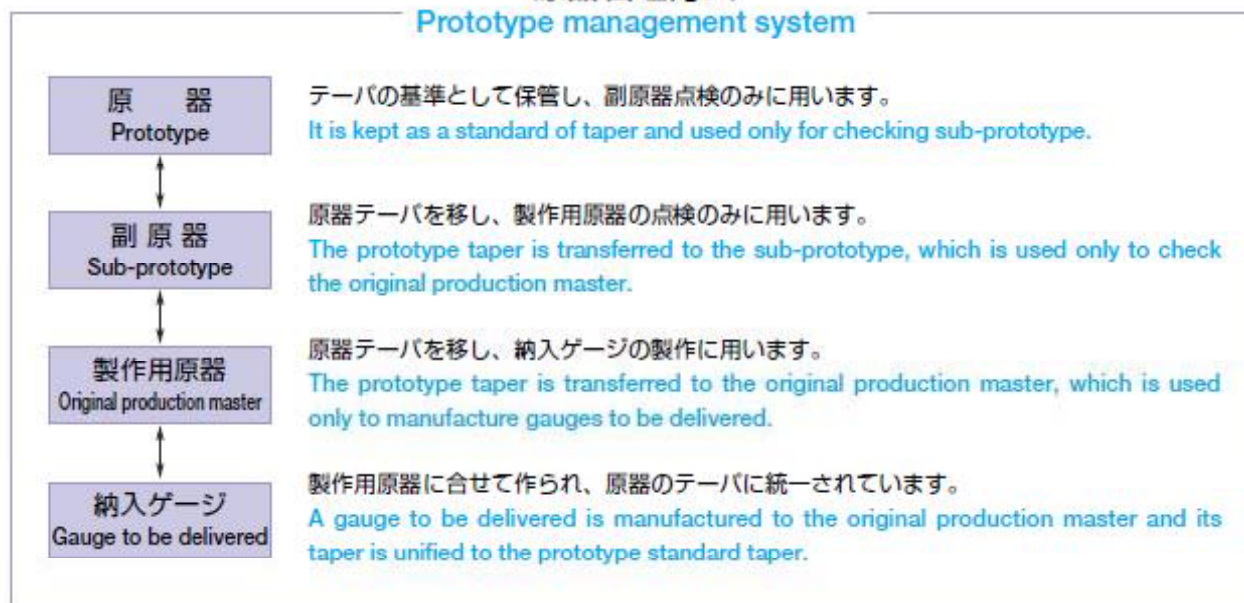 Prototype management system
原 器
Prototype
テーパの基準として保管し、副原器点検のみに用います。
It is kept as a standard of taper and used only for checking sub-prototype.
副 原 器
Sub-prototype
原器テーパを移し、製作用原器の点検のみに用います。
The prototype taper is transferred to the sub-prototype, which is used only to check
the original production master.
製作用原器
Original production master
原器テーパを移し、納入ゲージの製作に用います。
The prototype taper is transferred to the original production master, which is used
only to manufacture gauges to be delivered.
納入ゲージ
Gauge to be delivered
製作用原器に合せて作られ、原器のテーパに統一されています。
A gauge to be delivered is manufactured to the original production master and its
taper is unified to the prototype standard taper.